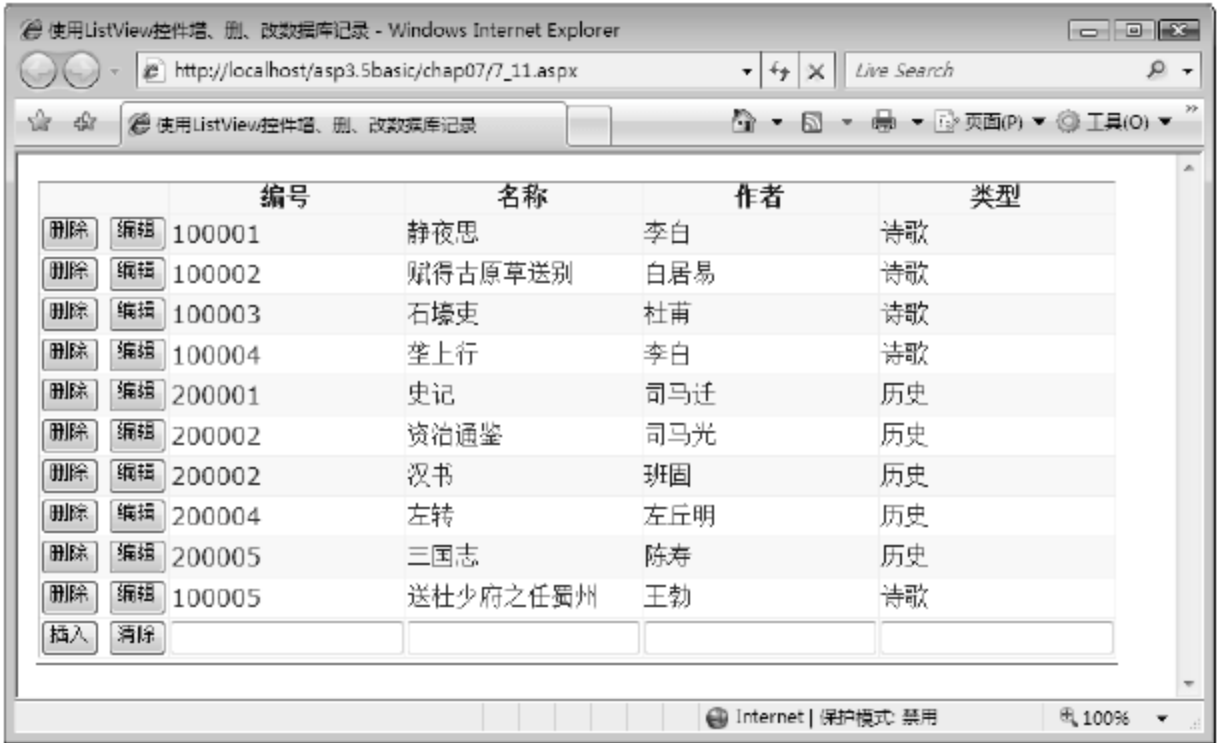 使用ListView控件增、删、改数据库记录 - Windows Internet Explorer
http://localhost/asp3.5basic/chap07/7_11.aspx Live Search
使用ListView控件增、删、改数据库记录 页面(P) 工具(O)
编号 名称 作者 类型
删除 编辑 100001 静夜思 李白 诗歌
删除 编辑 100002 赋得古原草送别 白居易 诗歌
删除 编辑 100003 石壕吏 杜甫 诗歌
删除 编辑 100004 垄上行 李白 诗歌
删除 编辑 200001 史记 司马迁 历史
删除 编辑 200002 资治通鉴 司马光 历史
删除 编辑 200002 汉书 班固 历史
删除 编辑 200004 左转 左丘明 历史
删除 编辑 200005 三国志 陈寿 历史
删除 编辑 100005 送杜少府之任蜀州 王勃 诗歌
插入 清除
Internet | 保护模式: 禁用 100%